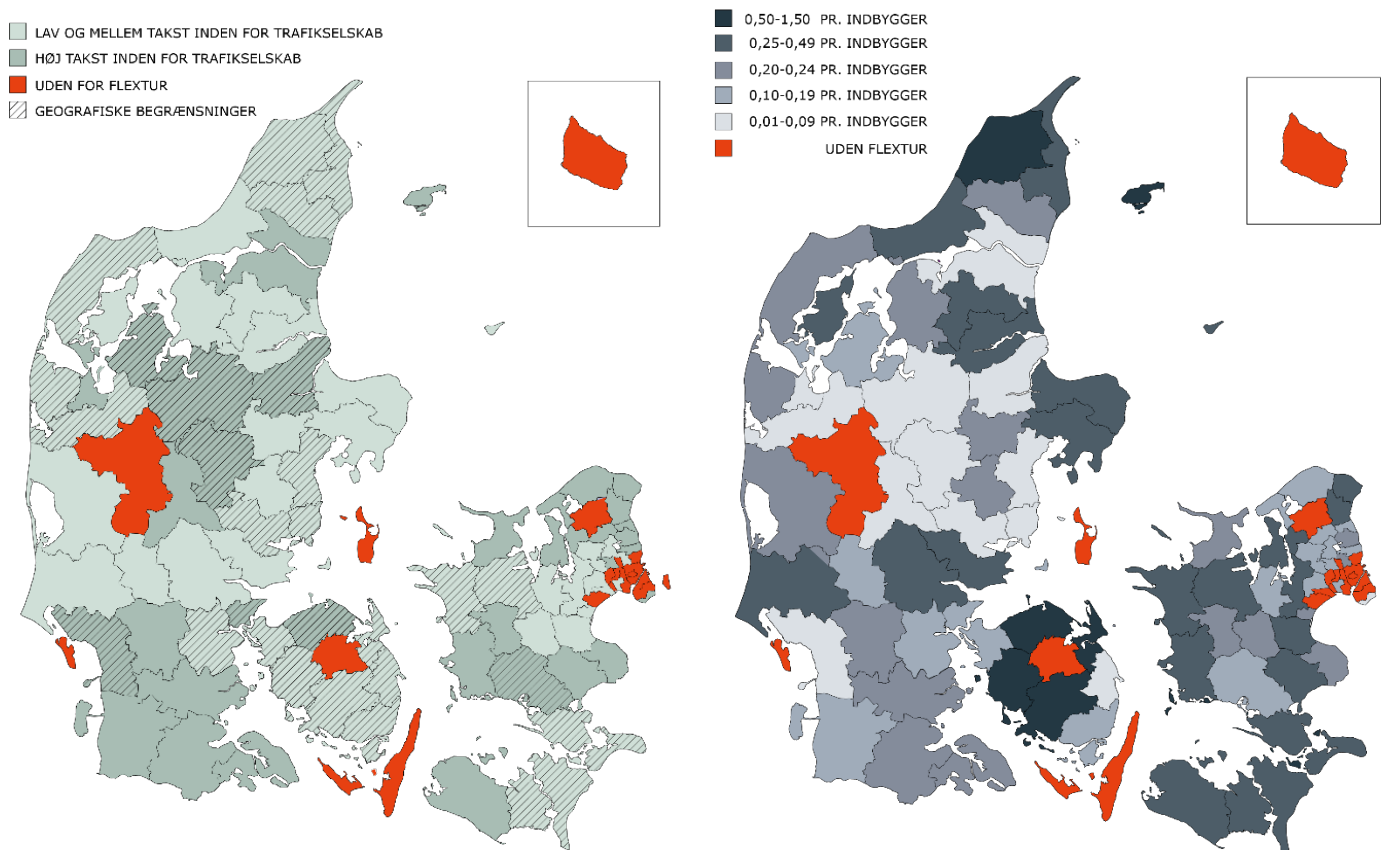 LAV OG MELLEM TAKST INDEN FOR TRAFIKSELSKAB
HØJ TAKST INDEN FOR TRAFIKSELSKAB
UDEN FOR FLEXTUR
GEOGRAFISKE BEGRÆNSNINGER
0,50-1,50 PR. INDBYGGER
0,25-0,49 PR. INDBYGGER
0,20-0,24 PR. INDBYGGER
0,10-0,19 PR. INDBYGGER
0,01-0,09 PR. INDBYGGER
UDEN FLEXTUR